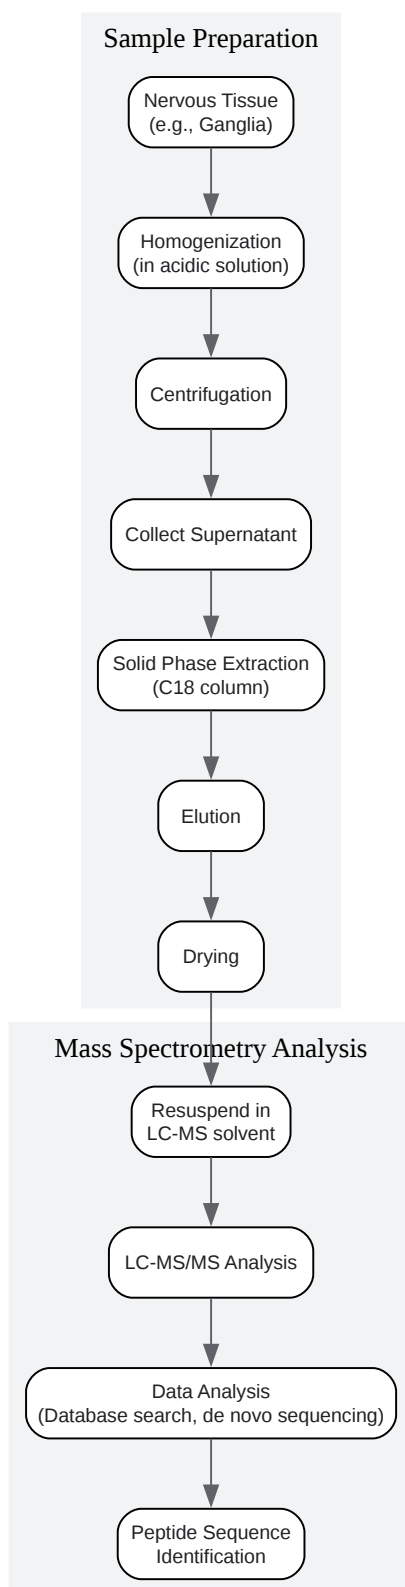 Sample Preparation
Nervous Tissue
(e.g., Ganglia)
Homogenization
(in acidic solution)
Centrifugation
Collect Supernatant
Solid Phase Extraction
(C18 column)
Elution
Drying
Mass Spectrometry Analysis
Resuspend in
LC-MS solvent
LC-MS/MS Analysis
Data Analysis
(Database search, de novo sequencing)
Peptide Sequence
Identification